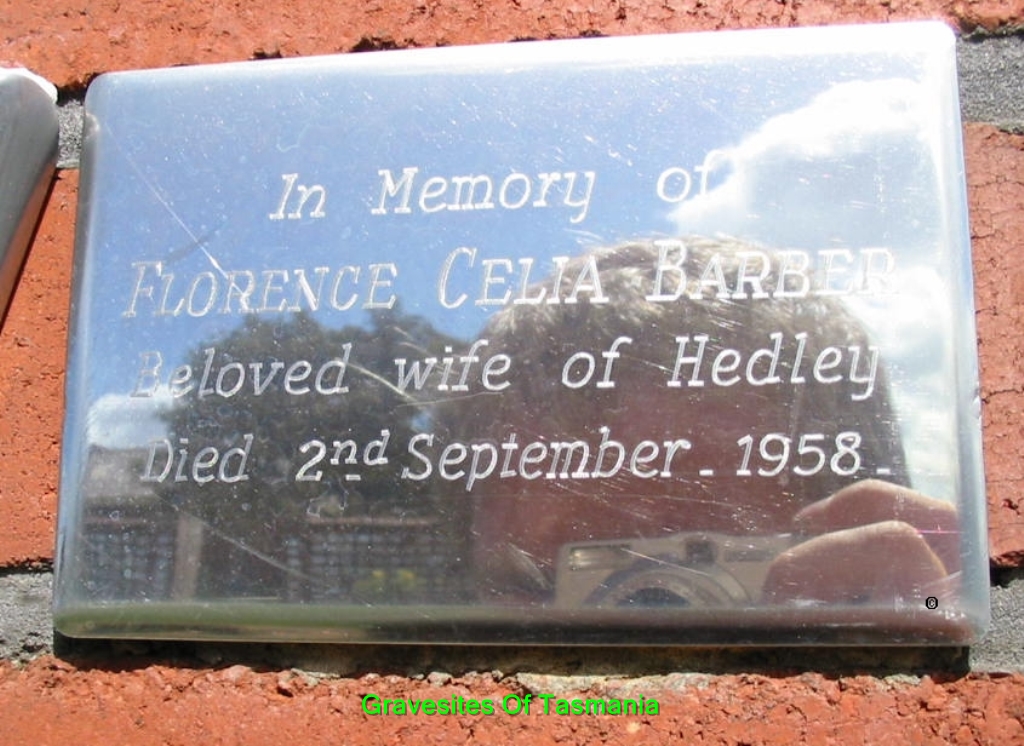 In Memory of
FLORENCE CELIA BARBER
Beloved wife of Hedley
Died 2nd September - 1958 -
©
Gravesites Of Tasmania